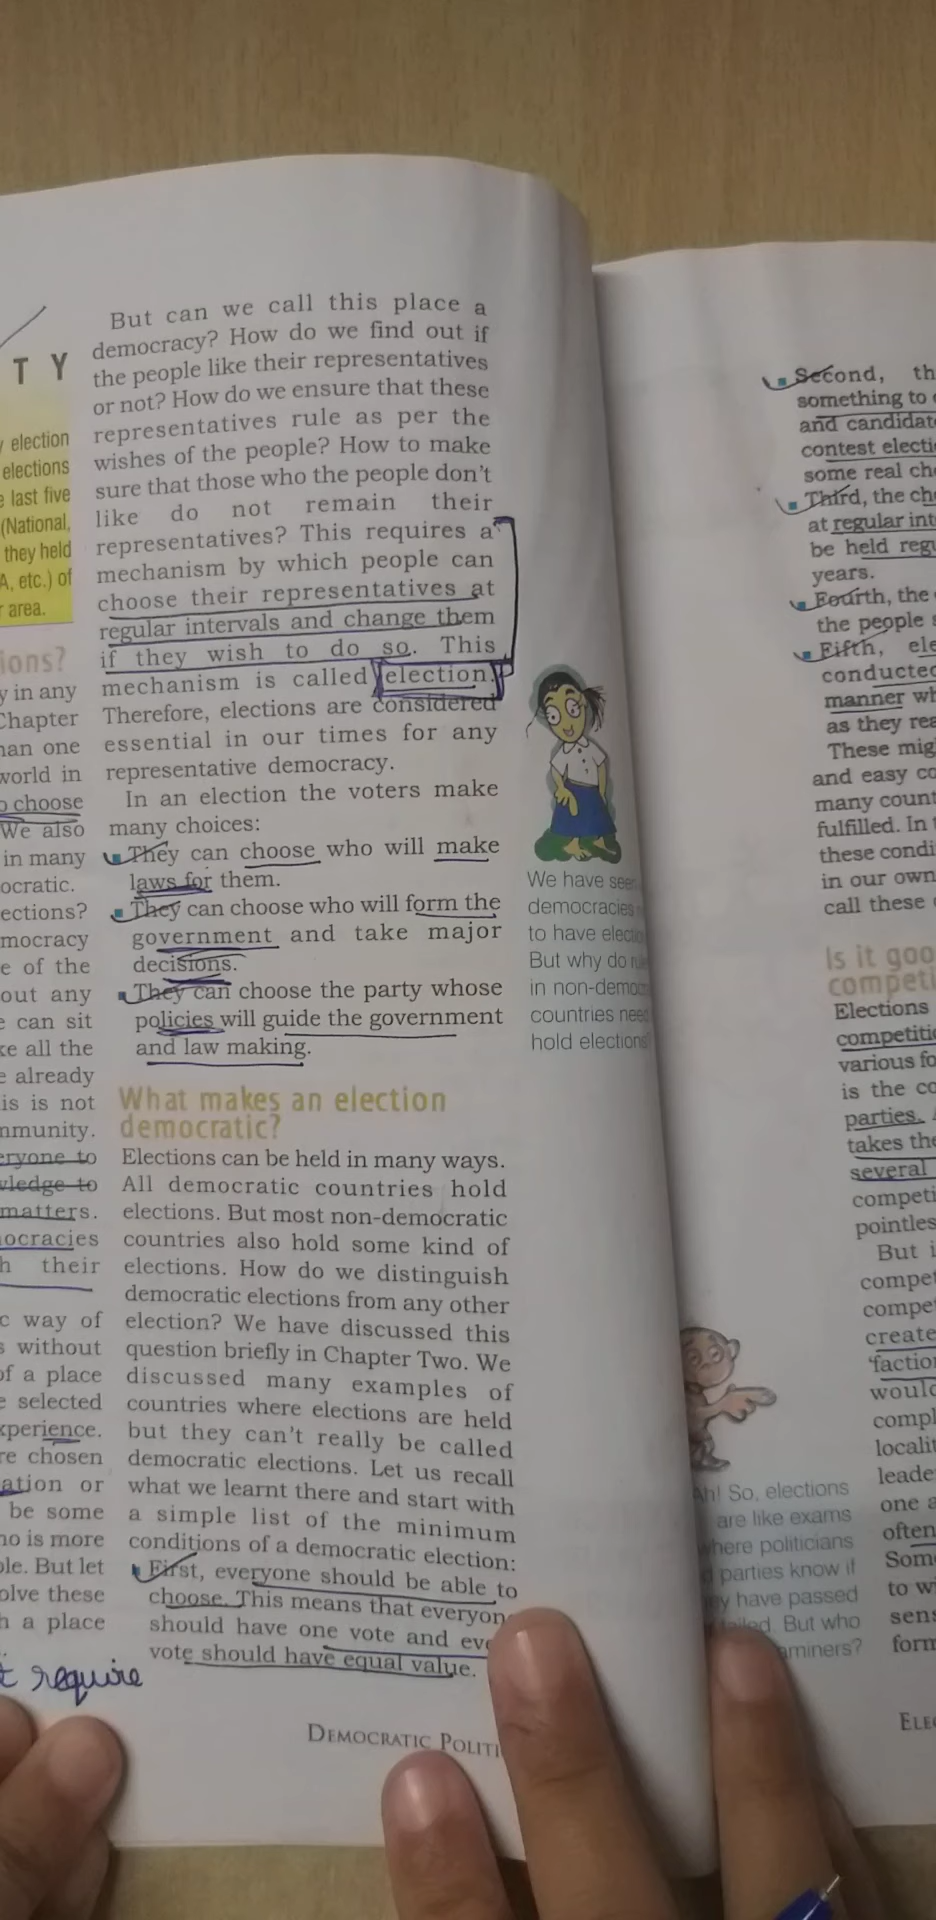 T Y
election
elections
last five
(National,
they held
A, etc.) of
area.
ions?
y in any
Chapter
than one
world in
o choose
We also
in many
ocratic.
ections?
mocracy
e of the
out any
e can sit
ke all the
e already
is is not
mmunity.
eryone to
wledge to
matters.
ocracies
h their
c way of
s without
of a place
e selected
xperience.
re chosen
ation or
be some
ho is more
ple. But let
olve these
h a place
t require
But can we call this place a
democracy? How do we find out if
the people like their representatives
or not? How do we ensure that these
representatives rule as per the
wishes of the people? How to make
sure that those who the people don't
like do not remain their
representatives? This requires a
mechanism by which people can
choose their representatives at
regular intervals and change them
if they wish to do so. This
mechanism is called election.
Therefore, elections are considered
essential in our times for any
representative democracy.
In an election the voters make
many choices:
They can choose who will make
laws for them.
They can choose who will form the
government and take major
decisions.
They can choose the party whose
policies will guide the government
and law making.
What makes an election
democratic?
Elections can be held in many ways.
All democratic countries hold
elections. But most non-democratic
countries also hold some kind of
elections. How do we distinguish
democratic elections from any other
election? We have discussed this
question briefly in Chapter Two. We
discussed many examples of
countries where elections are held
but they can't really be called
democratic elections. Let us recall
what we learnt there and start with
a simple list of the minimum
conditions of a democratic election:
First, everyone should be able to
choose. This means that everyon
should have one vote and eve
vote should have equal value.
DEMOCRATIC POLITI
We have seen
democracies
to have electi
But why do rul
in non-democ
countries need
hold elections
Second, th
something to
and candidat
contest electi
some real ch
Third, the ch
at regular int
be held regu
years.
Fourth, the
the people s
Fifth, ele
conducted
manner wh
as they rea
These mig
and easy co
many count
fulfilled. In
these condi
in our own
call these
Is it goo
competi
Elections
competitio
various fo
is the co
parties.
takes the
several
competi
pointles
But i
compet
compet
create
'faction
would
compl
localit
leade
one a
often
Som
to wi
sens
form
Ah! So, elections
are like exams
where politicians
d parties know if
ey have passed
failed. But who
aminers?
ELEC